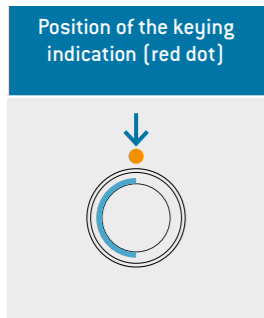 Position of the keying
indication (red dot)